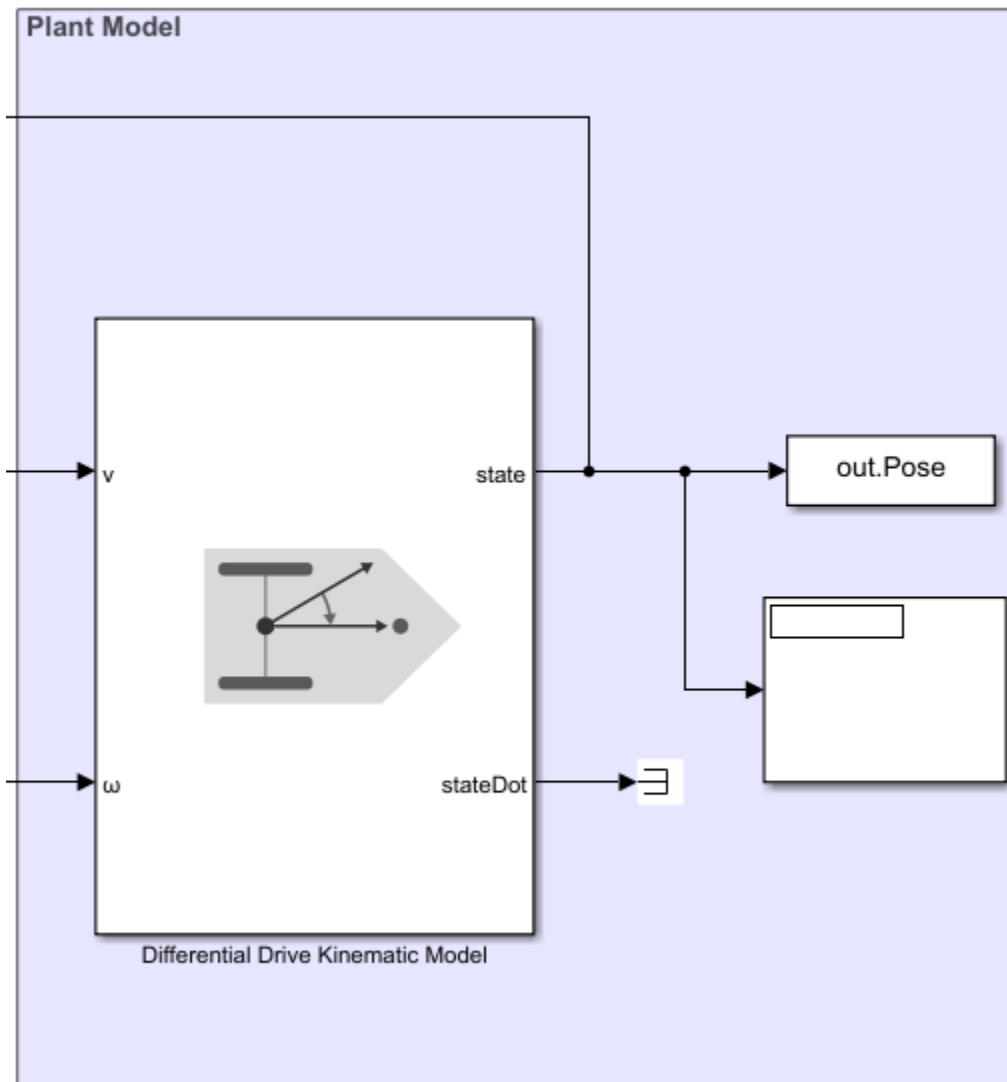 Plant Model
v
state
out.Pose
ω
stateDot
Differential Drive Kinematic Model